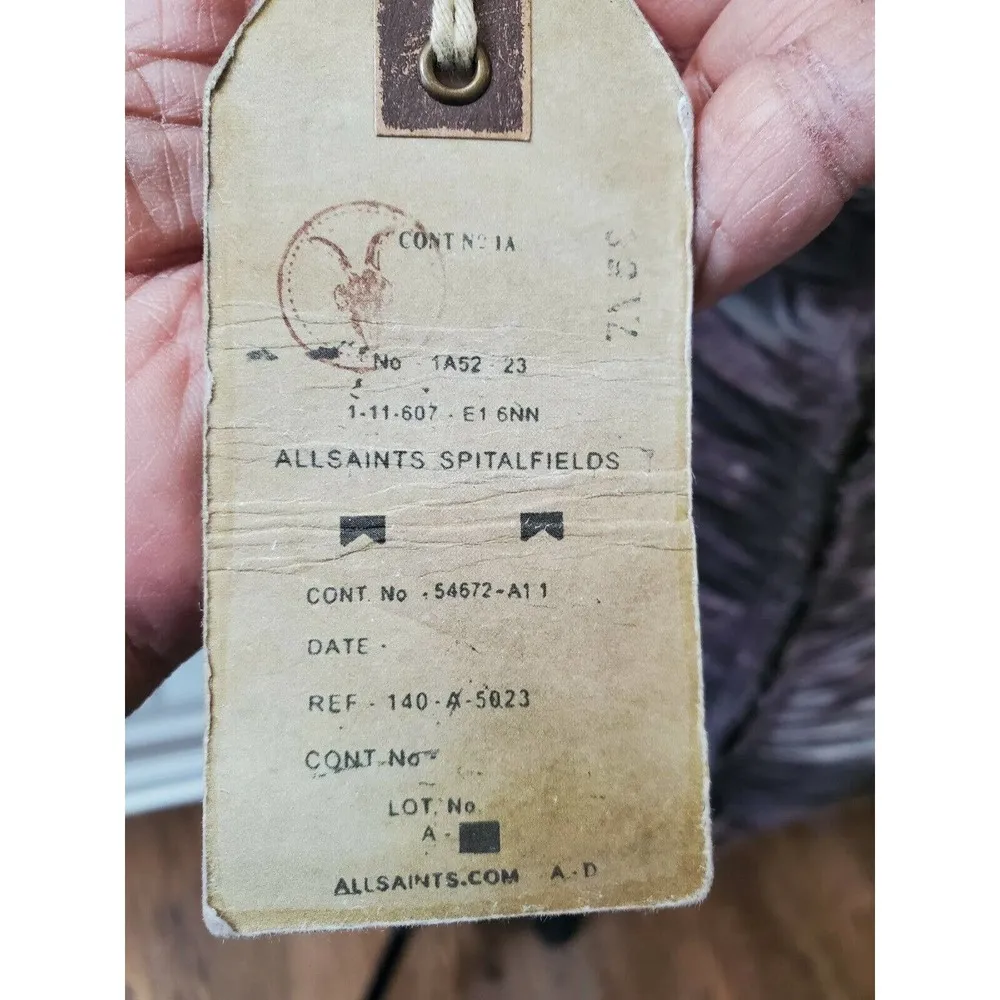 CONT Nº 1A
No - 1A52 - 23
1-11-607 - E1 6NN
ALLSAINTS SPITALFIELDS
CONT. No - 54672-A11
DATE -
REF - 140-A-5023
CONT. No
LOT. No.
A -
ALLSAINTS.COM A - D